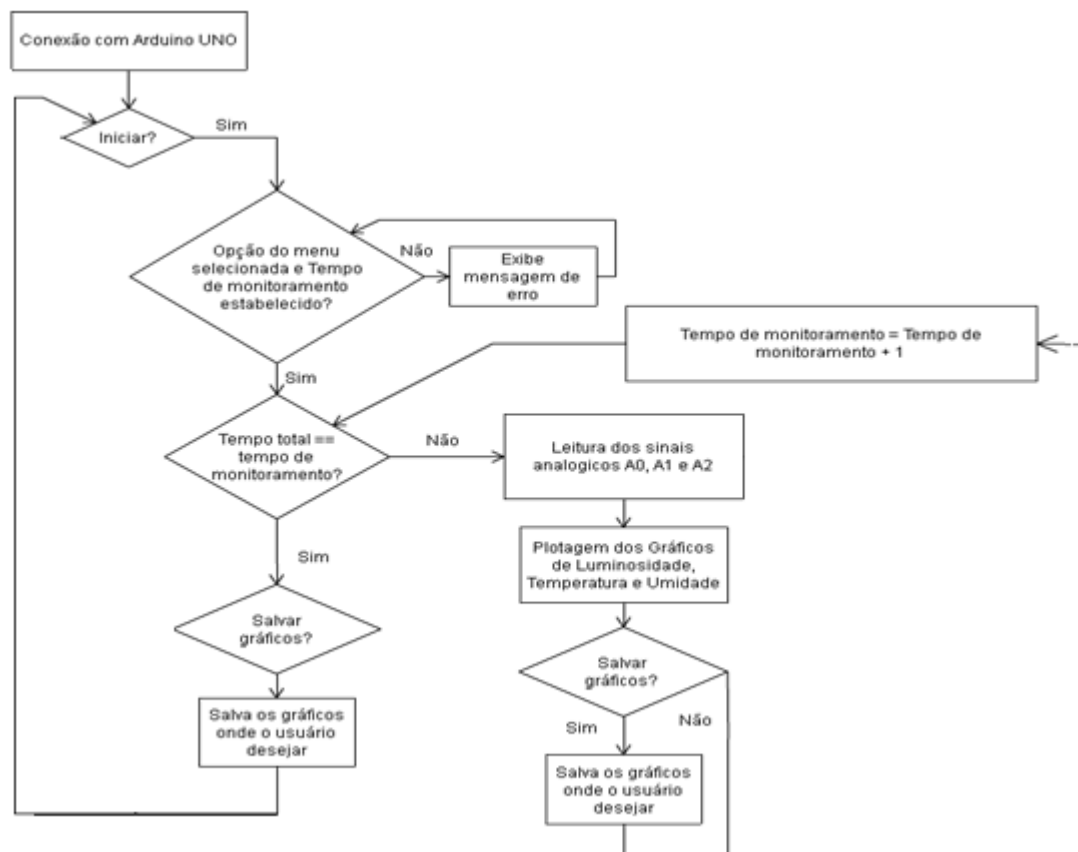 Conexão com Arduino UNO
Iniciar?
Sim
Opção do menu
selecionada e Tempo
de monitoramento
estabelecido?
Não
Exibe
mensagem de
erro
Tempo de monitoramento = Tempo de
monitoramento + 1
Sim
Tempo total ==
tempo de
monitoramento?
Não
Leitura dos sinais
analogicos A0, A1 e A2
Plotagem dos Gráficos
de Luminosidade,
Temperatura e Umidade
Sim
Salvar
gráficos?
Salva os gráficos
onde o usuário
desejar
Salvar
gráficos?
Sim
Não
Salva os gráficos
onde o usuário
desejar